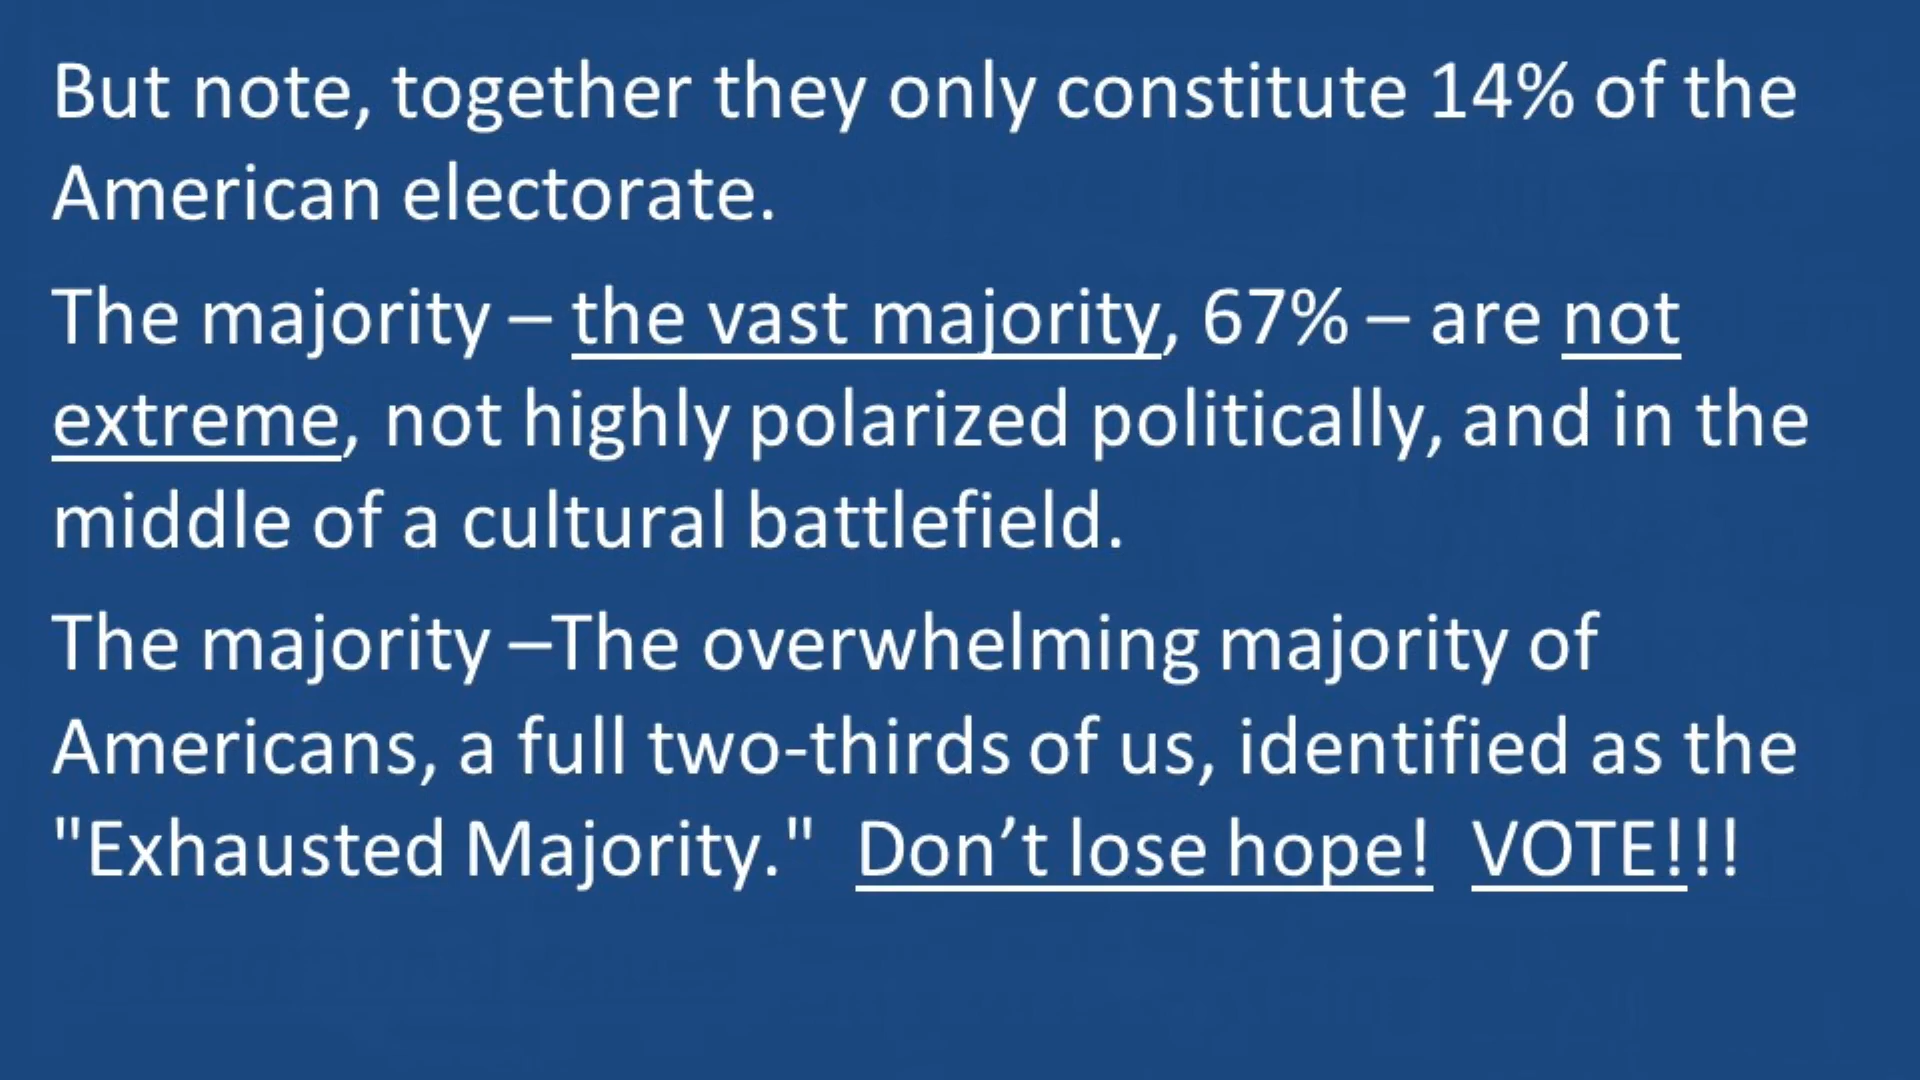 But note, together they only constitute 14% of the
American electorate.
The majority – the vast majority, 67% – are not
extreme, not highly polarized politically, and in the
middle of a cultural battlefield.
The majority –The overwhelming majority of
Americans, a full two-thirds of us, identified as the
"Exhausted Majority."  Don’t lose hope!  VOTE!!!